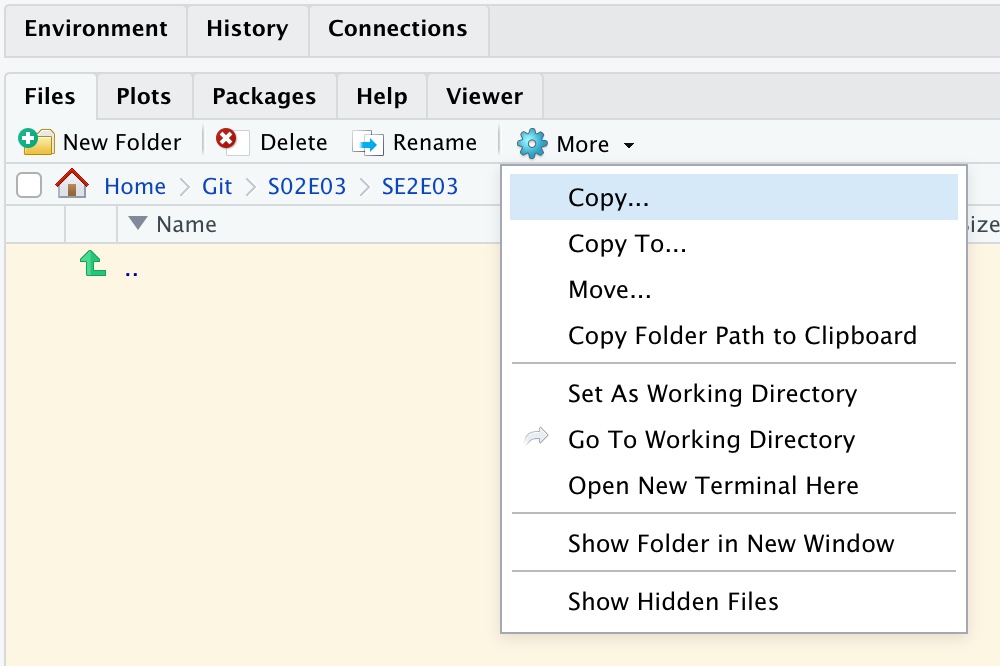 Environment History Connections
Files Plots Packages Help Viewer
New Folder Delete Rename More
Home Git S02E03 SE2E03
Name
..
Copy...
Copy To...
Move...
Copy Folder Path to Clipboard
Set As Working Directory
Go To Working Directory
Open New Terminal Here
Show Folder in New Window
Show Hidden Files